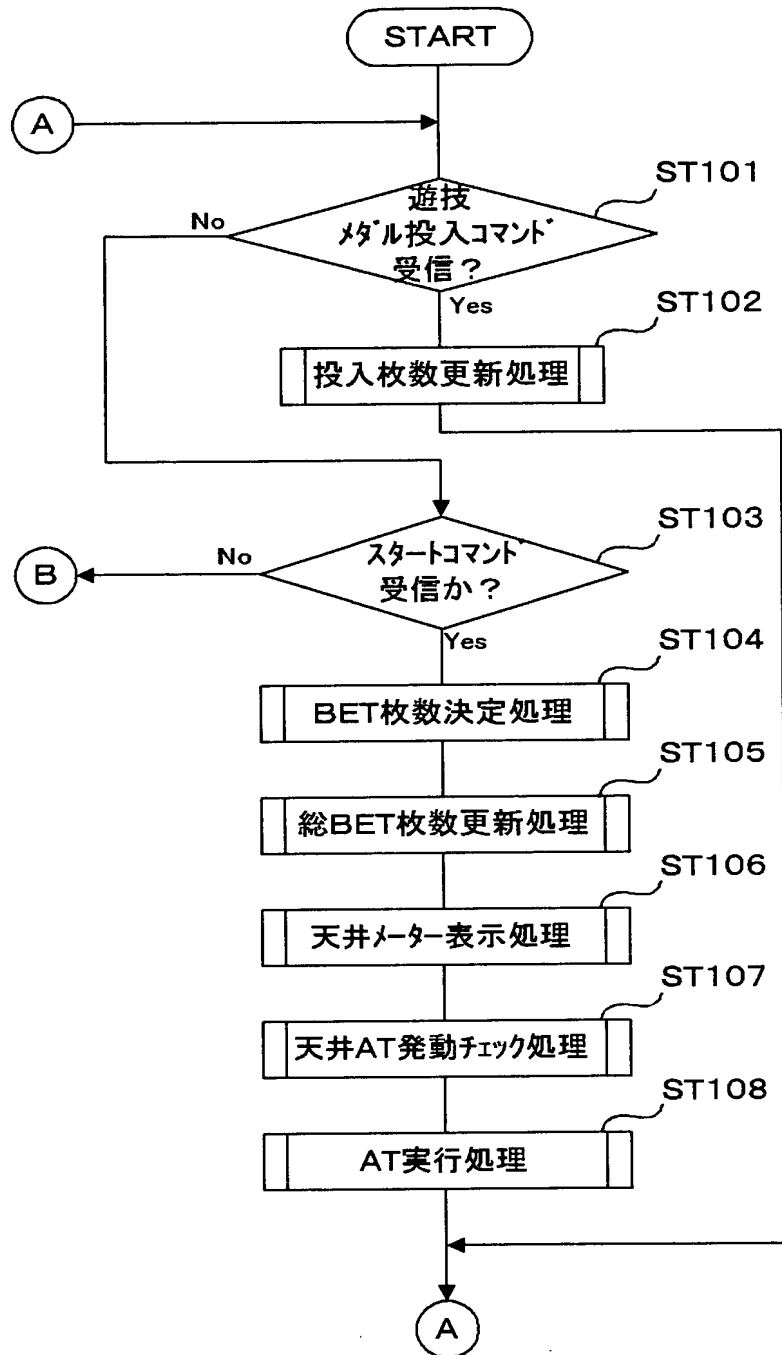 START
A
ST101
遊技
メダル投入コマンド
受信？
No
Yes
ST102
投入枚数更新処理
ST103
スタートコマンド
受信か？
No
B
Yes
ST104
BET枚数決定処理
ST105
総BET枚数更新処理
ST106
天井メーター表示処理
ST107
天井AT発動チェック処理
ST108
AT実行処理
A